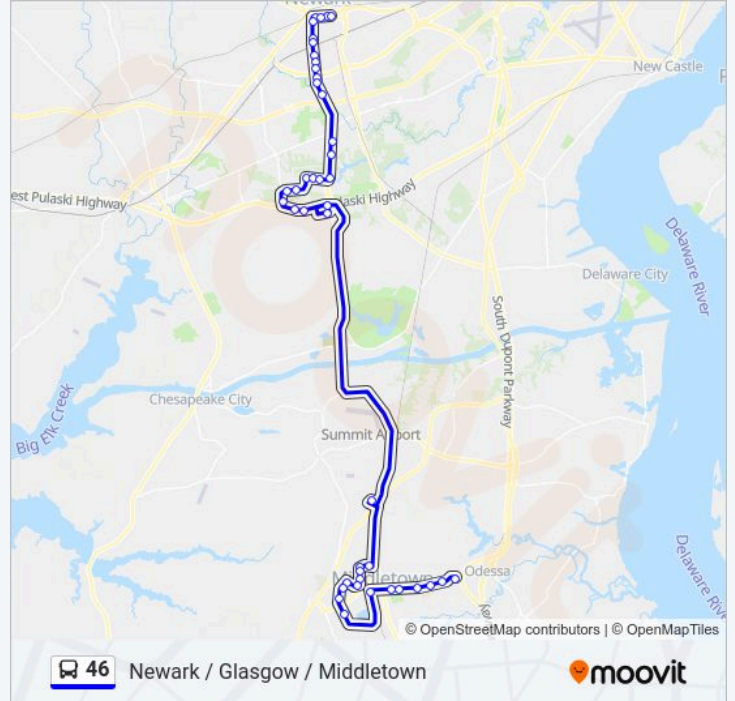 Newark
New Castle
est Pulaski Highway
laski Highway
Delaware River
Delaware City
South Dupont Parkway
Chesapeake City
Big Elk Creek
Summit Airport
Delaware Rive
Middletown
Odessa
© OpenStreetMap contributors | © OpenMapTiles
46 Newark / Glasgow / Middletown
moovit